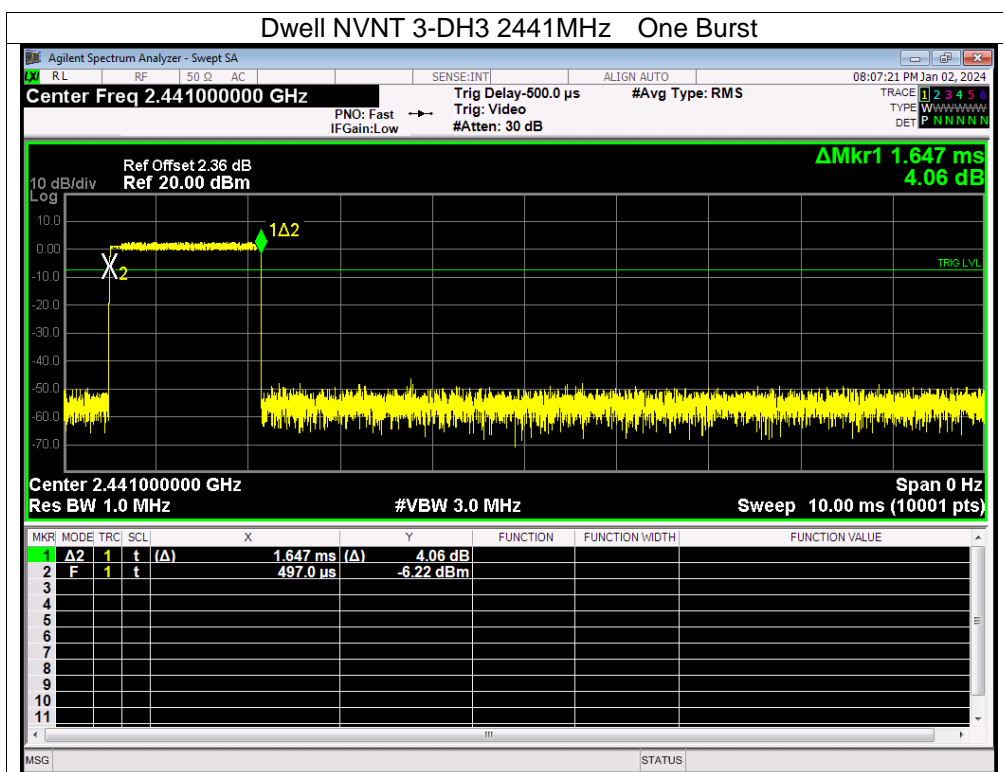 Dwell NVNT 3-DH3 2441MHz One Burst
Agilent Spectrum Analyzer - Swept SA
LXI RL RF 50 Ω AC SENSE:INT ALIGN AUTO 08:07:21 PM Jan 02, 2024
Center Freq 2.441000000 GHz Trig Delay-500.0 µs #Avg Type: RMS TRACE 1 2 3 4 5 6
PNO: Fast Trig: Video TYPE WWWWWW
IFGain:Low #Atten: 30 dB DET P N N N N N
ΔMkr1 1.647 ms
4.06 dB
Ref Offset 2.36 dB
10 dB/div Ref 20.00 dBm
Log
10.0
0.00
-10.0
-20.0
-30.0
-40.0
-50.0
-60.0
-70.0
1Δ2
2
TRIG LVL
Center 2.441000000 GHz Span 0 Hz
Res BW 1.0 MHz #VBW 3.0 MHz Sweep 10.00 ms (10001 pts)
MKR MODE TRC SCL X Y FUNCTION FUNCTION WIDTH FUNCTION VALUE
1 Δ2 1 t (Δ) 1.647 ms (Δ) 4.06 dB
2 F 1 t 497.0 µs -6.22 dBm
3
4
5
6
7
8
9
10
11
MSG STATUS